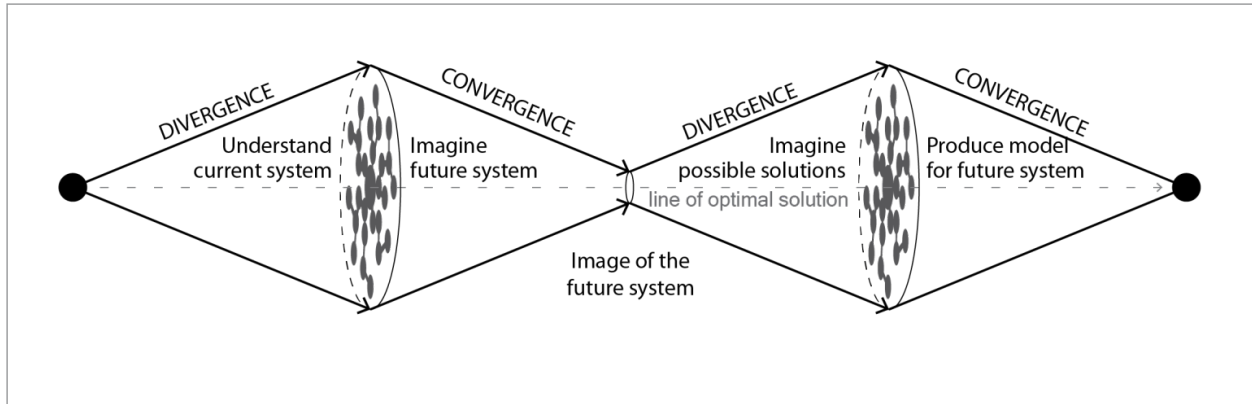 DIVERGENCE
CONVERGENCE
DIVERGENCE
CONVERGENCE
Understand
current system
Imagine
future system
Imagine
possible solutions
Produce model
for future system
line of optimal solution
Image of the
future system